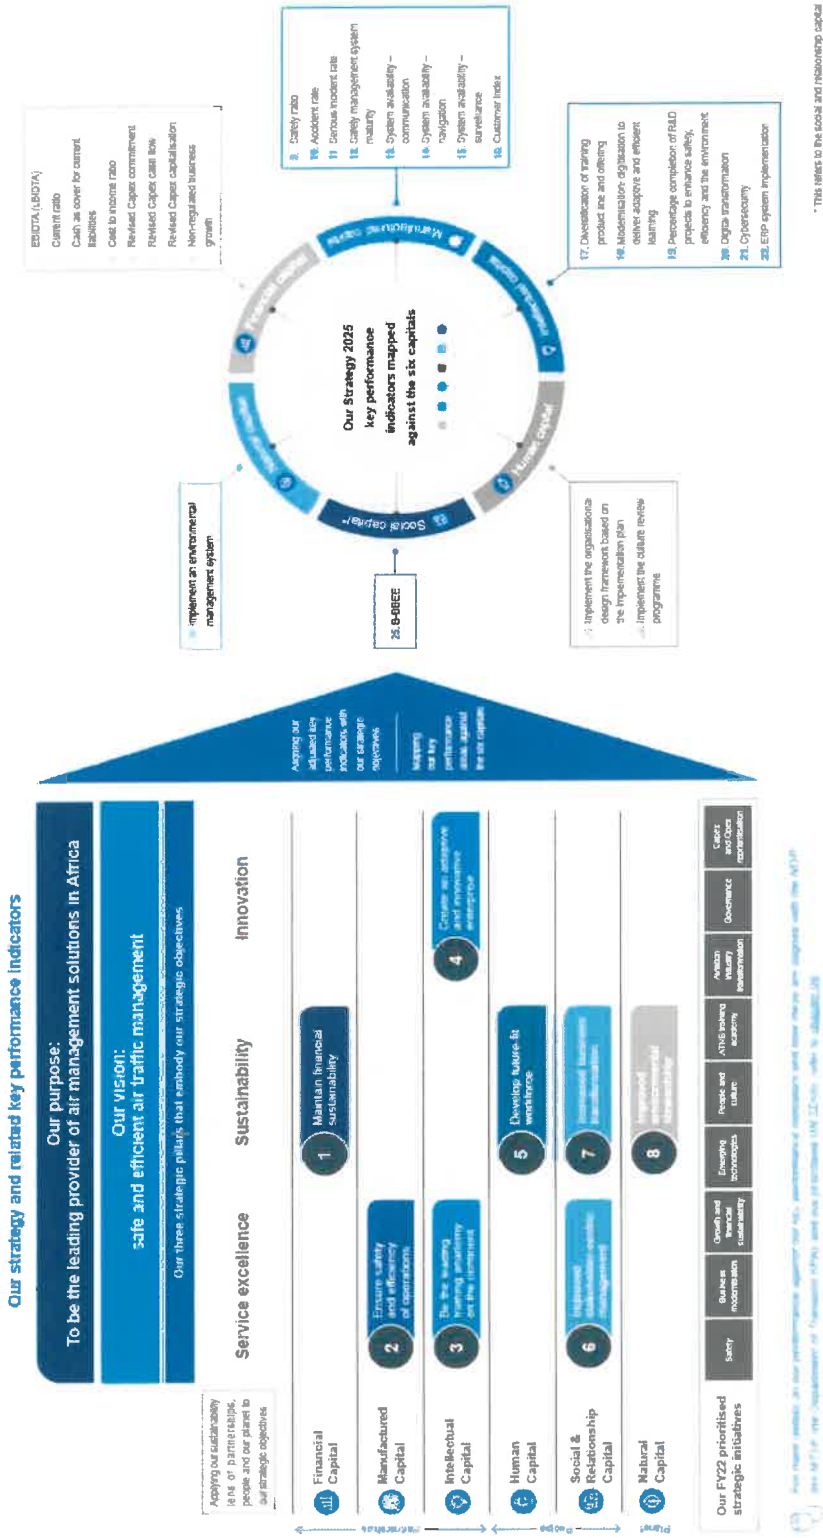 Our strategy and related key performance indicators
Our purpose:
To be the leading provider of air management solutions in Africa
Our vision:
safe and efficient air traffic management
Our three strategic pillars that embody our strategic objectives
Applying our sustainability
lens of partnerships,
people and our planet to
our strategic objectives
Service excellence
Sustainability
Innovation
Financial
Capital
1
Maintain financial
sustainability
Manufactured
Capital
2
Ensure safety
and efficiency
of operations
Intellectual
Capital
3
Be the leading
training academy
on the continent
4
Create an adaptive
and innovative
enterprise
Human
Capital
5
Develop future-fit
workforce
Social &
Relationship
Capital
6
Improved
stakeholder
management
7
transformation
Natural
Capital
8
Improved
environmental
People
Planet
Our FY22 prioritised
strategic initiatives
Safety
Business
modernisation
Growth and
financial
sustainability
Emerging
technologies
People and
culture
ATNS training
academy
Aviation
industry
transformation
Governance
Capex
and Opex
reprioritisation
Aligning our
adjusted key
performance
indicators with
our strategic
objectives
Mapping
our key
performance
areas against
the six capitals
Our Strategy 2025
key performance
indicators mapped
against the six capitals
Financial capital
Manufactured capital
Intellectual capital
Human capital
Social capital*
Natural capital
EBIDTA
Current ratio
Cash as cover for current
liabilities
Cost to income ratio
Revised Capex commitment
Revised Capex cash flow
Revised Capex capitalisation
Non-regulated business
growth
9. Safety ratio
10. Accident rate
11. Serious incident rate
12. Safety management system
maturity
13. System availability –
communication
14. System availability –
navigation
15. System availability –
surveillance
16. Customer Index
17. Diversification of training
product line and offering
18. Modernisation: digitisation to
deliver adaptive and efficient
learning
19. Percentage completion of R&D
projects to enhance safety,
efficiency and the environment
20. Digital transformation
21. Cybersecurity
22. ERP system implementation
Implement the organisational
design framework based on
the implementation plan
Implement the culture review
programme
25. B-BBEE
Implement an environmental
management system
* This refers to the social and relationship capital